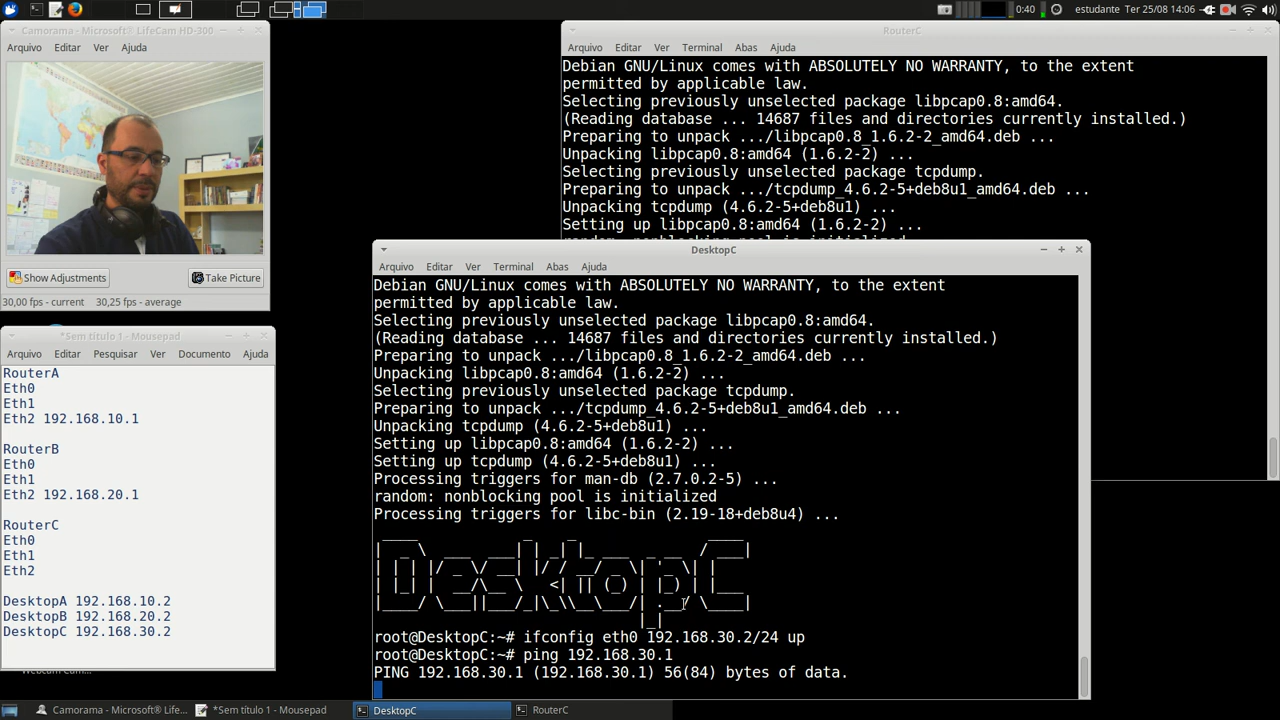 0:40 estudante Ter 25/08 14:06
Camorama - Microsoft® LifeCam HD-300
Arquivo Editar Ver Ajuda
Show Adjustments Take Picture
30,00 fps - current 30,25 fps - average
*Sem título 1 - Mousepad
Arquivo Editar Pesquisar Ver Documento Ajuda
RouterA
Eth0
Eth1
Eth2 192.168.10.1
RouterB
Eth0
Eth1
Eth2 192.168.20.1
RouterC
Eth0
Eth1
Eth2
DesktopA 192.168.10.2
DesktopB 192.168.20.2
DesktopC 192.168.30.2
RouterC
Arquivo Editar Ver Terminal Abas Ajuda
Debian GNU/Linux comes with ABSOLUTELY NO WARRANTY, to the extent
permitted by applicable law.
Selecting previously unselected package libpcap0.8:amd64.
(Reading database ... 14687 files and directories currently installed.)
Preparing to unpack .../libpcap0.8_1.6.2-2_amd64.deb ...
Unpacking libpcap0.8:amd64 (1.6.2-2) ...
Selecting previously unselected package tcpdump.
Preparing to unpack .../tcpdump_4.6.2-5+deb8u1_amd64.deb ...
Unpacking tcpdump (4.6.2-5+deb8u1) ...
Setting up libpcap0.8:amd64 (1.6.2-2) ...
DesktopC
Arquivo Editar Ver Terminal Abas Ajuda
Debian GNU/Linux comes with ABSOLUTELY NO WARRANTY, to the extent
permitted by applicable law.
Selecting previously unselected package libpcap0.8:amd64.
(Reading database ... 14687 files and directories currently installed.)
Preparing to unpack .../libpcap0.8_1.6.2-2_amd64.deb ...
Unpacking libpcap0.8:amd64 (1.6.2-2) ...
Selecting previously unselected package tcpdump.
Preparing to unpack .../tcpdump_4.6.2-5+deb8u1_amd64.deb ...
Unpacking tcpdump (4.6.2-5+deb8u1) ...
Setting up libpcap0.8:amd64 (1.6.2-2) ...
Setting up tcpdump (4.6.2-5+deb8u1) ...
Processing triggers for man-db (2.7.0.2-5) ...
random: nonblocking pool is initialized
Processing triggers for libc-bin (2.19-18+deb8u4) ...
DesktopC
root@DesktopC:~# ifconfig eth0 192.168.30.2/24 up
root@DesktopC:~# ping 192.168.30.1
PING 192.168.30.1 (192.168.30.1) 56(84) bytes of data.
Camorama - Microsoft® LifeC... *Sem título 1 - Mousepad DesktopC RouterC